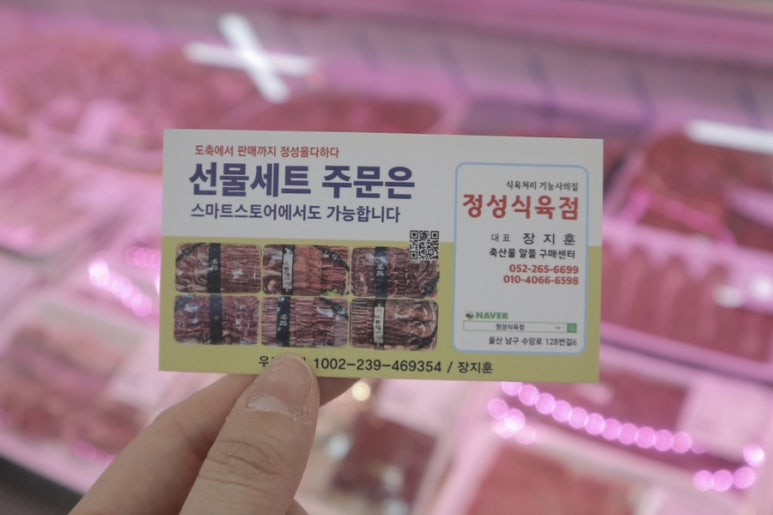 도축에서 판매까지 정성을다하다
선물세트 주문은
스마트스토어에서도 가능합니다
1002-239-469354 / 장지훈
식육처리 기능사의집
정성식육점
대표 장지훈
축산물 알뜰 구매센터
052-265-6699
010-4066-6598
NAVER
정성식육점
울산 남구 수암로 128번길6